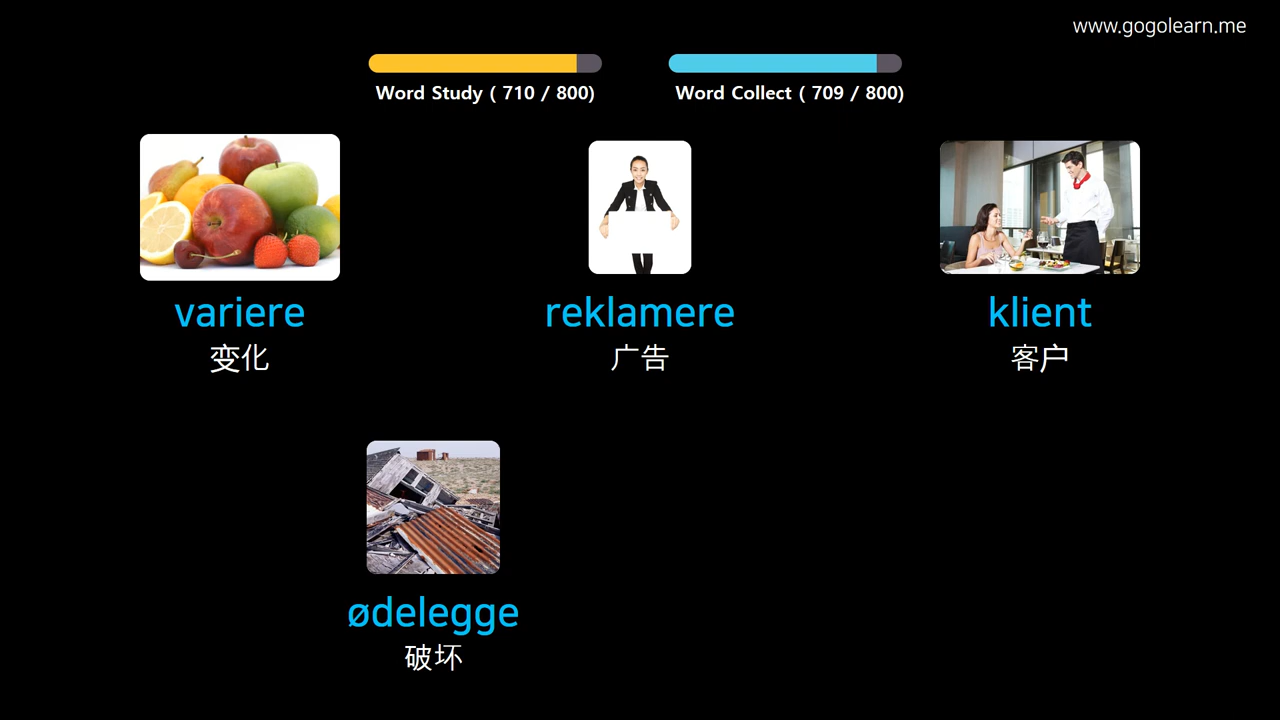 www.gogolearn.me
Word Study ( 710 / 800)
Word Collect ( 709 / 800)
variere
变化
reklamere
广告
klient
客户
ødelegge
破坏